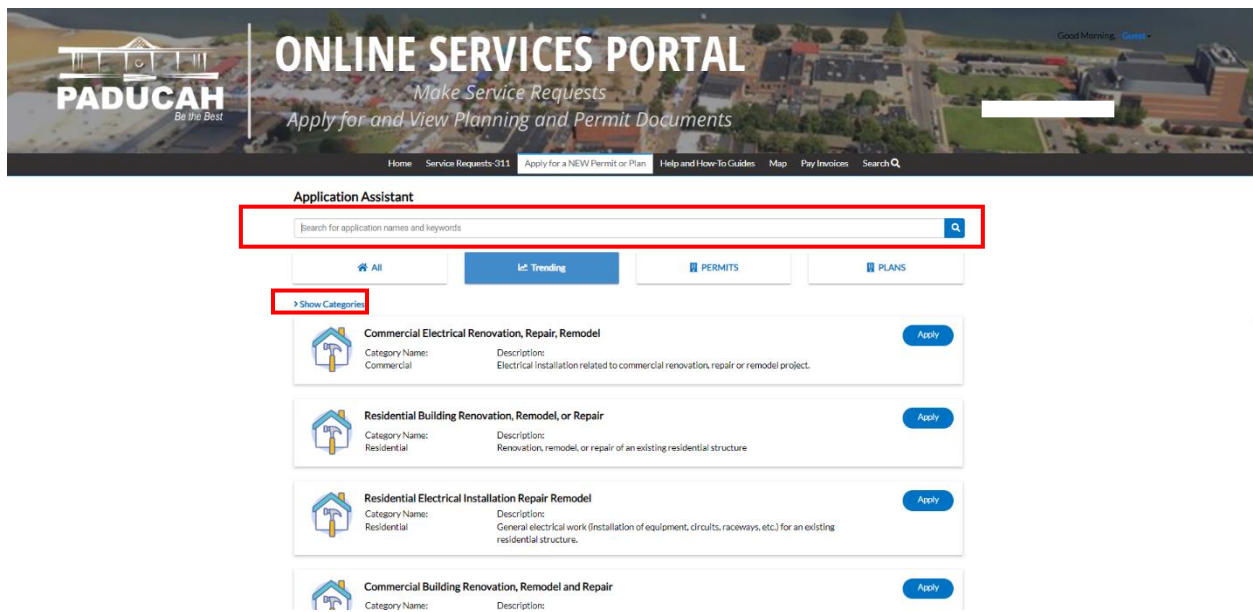 PADUCAH
Be the Best
ONLINE SERVICES PORTAL
Make Service Requests
Apply for and View Planning and Permit Documents
Good Morning, Guest
Home Service Requests-311 Apply for a NEW Permit or Plan Help and How-To Guides Map Pay Invoices Search
Application Assistant
Search for application names and keywords
All Trending PERMITS PLANS
Show Categories
Commercial Electrical Renovation, Repair, Remodel
Apply
Category Name: Description:
Commercial Electrical installation related to commercial renovation, repair or remodel project.
Residential Building Renovation, Remodel, or Repair
Apply
Category Name: Description:
Residential Renovation, remodel, or repair of an existing residential structure
Residential Electrical Installation Repair Remodel
Apply
Category Name: Description:
Residential General electrical work (installation of equipment, circuits, raceways, etc.) for an existing
residential structure.
Commercial Building Renovation, Remodel and Repair
Apply
Category Name: Description: